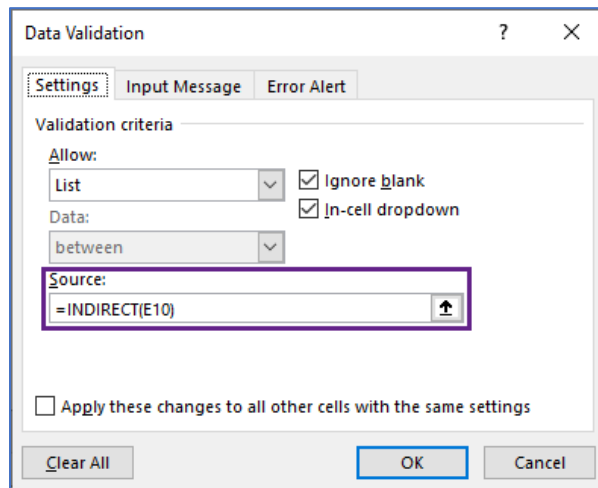 Data Validation ?
Settings Input Message Error Alert
Validation criteria
Allow:
List
Ignore blank
In-cell dropdown
Data:
between
Source:
=INDIRECT(E10)
Apply these changes to all other cells with the same settings
Clear All OK Cancel